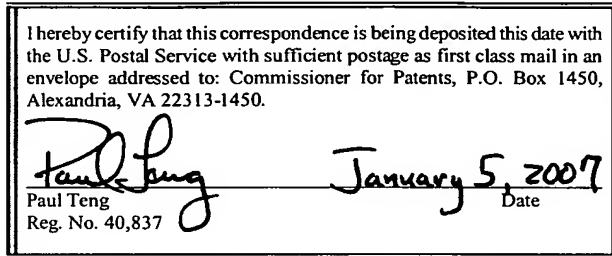 I hereby certify that this correspondence is being deposited this date with
the U.S. Postal Service with sufficient postage as first class mail in an
envelope addressed to: Commissioner for Patents, P.O. Box 1450,
Alexandria, VA 22313-1450.
Paul Teng January 5, 2007
Paul Teng Date
Reg. No. 40,837